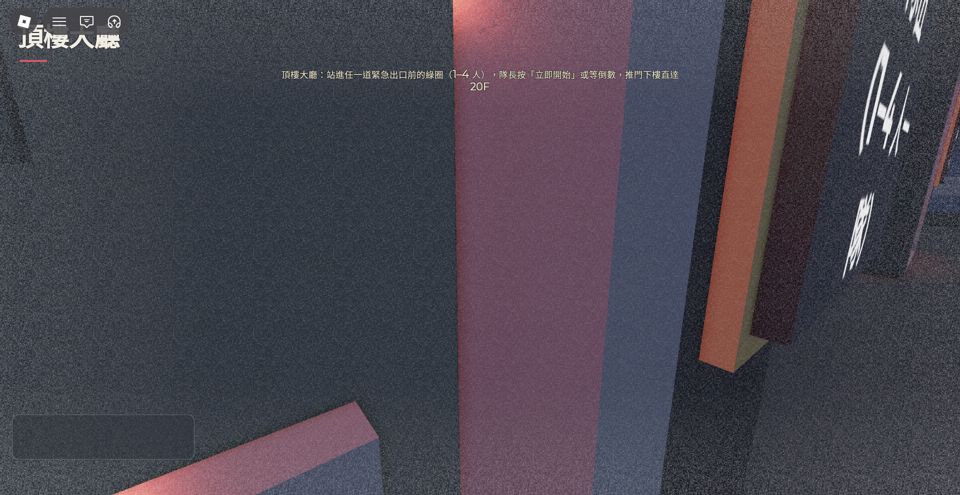 頂樓大廳
頂樓大廳：站進任一道緊急出口前的綠圈（1–4 人），隊長按「立即開始」或等倒數，推門下樓直達
20F